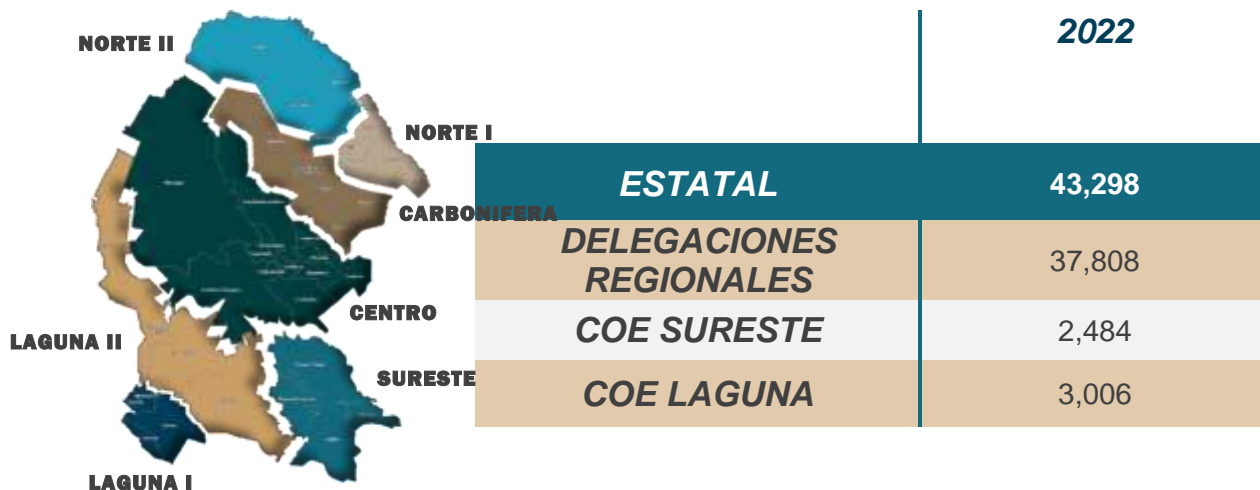 NORTE II
NORTE I
CARBONIFERA
CENTRO
LAGUNA II
SURESTE
LAGUNA I
2022
ESTATAL 43,298
DELEGACIONES
REGIONALES 37,808
COE SURESTE 2,484
COE LAGUNA 3,006